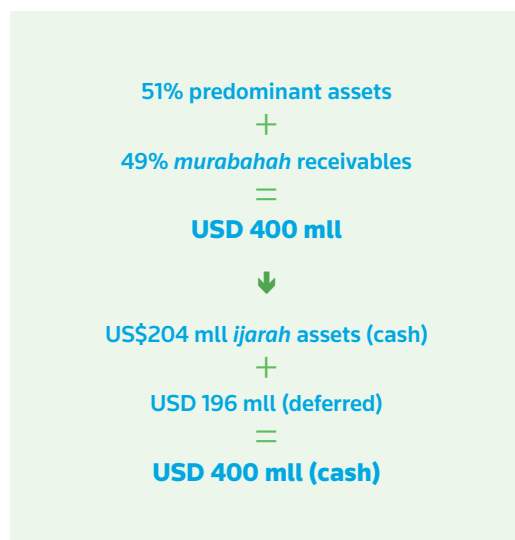 51% predominant assets
+
49% murabahah receivables
=
USD 400 mll
US$204 mll ijarah assets (cash)
+
USD 196 mll (deferred)
=
USD 400 mll (cash)